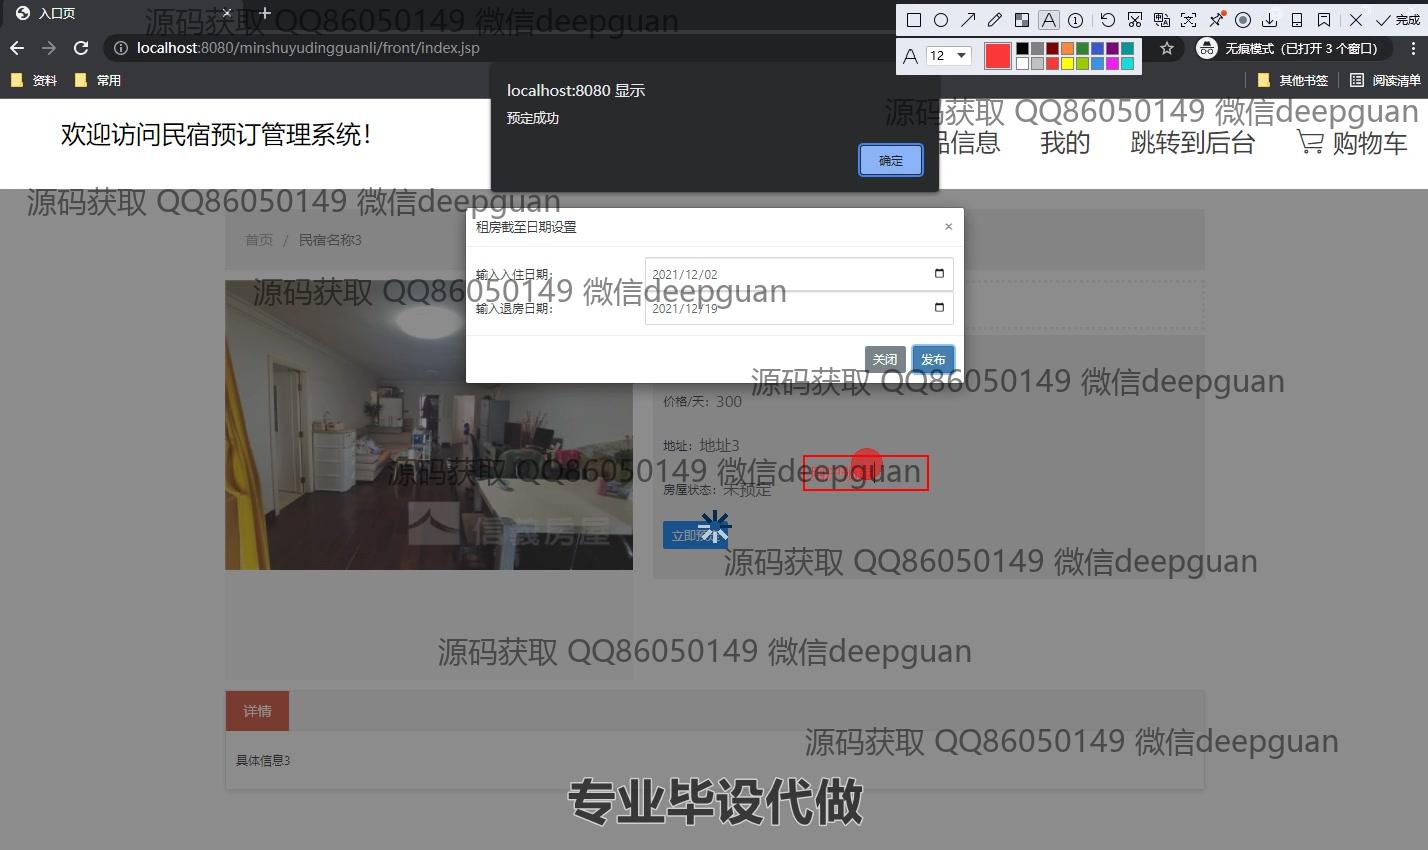 入口页
源码获取 QQ86050149 微信deepguan
完成
localhost:8080/minshuyudingguanli/front/index.jsp
12
无痕模式（已打开 3 个窗口）
资料
常用
其他书签
阅读清单
localhost:8080 显示
预定成功
确定
源码获取 QQ86050149 微信deepguan
欢迎访问民宿预订管理系统!
品信息
我的
跳转到后台
购物车
源码获取 QQ86050149 微信deepguan
租房截至日期设置
×
首页 / 民宿名称3
输入入住日期:
2021/12/02
源码获取 QQ86050149 微信deepguan
输入退房日期:
2021/12/19
关闭
发布
源码获取 QQ86050149 微信deepguan
价格/天: 300
地址: 地址3
源码获取 QQ86050149 微信deepguan
房屋状态: 未预定
信義房屋
立即预
源码获取 QQ86050149 微信deepguan
源码获取 QQ86050149 微信deepguan
详情
源码获取 QQ86050149 微信deepguan
具体信息3
专业毕设代做